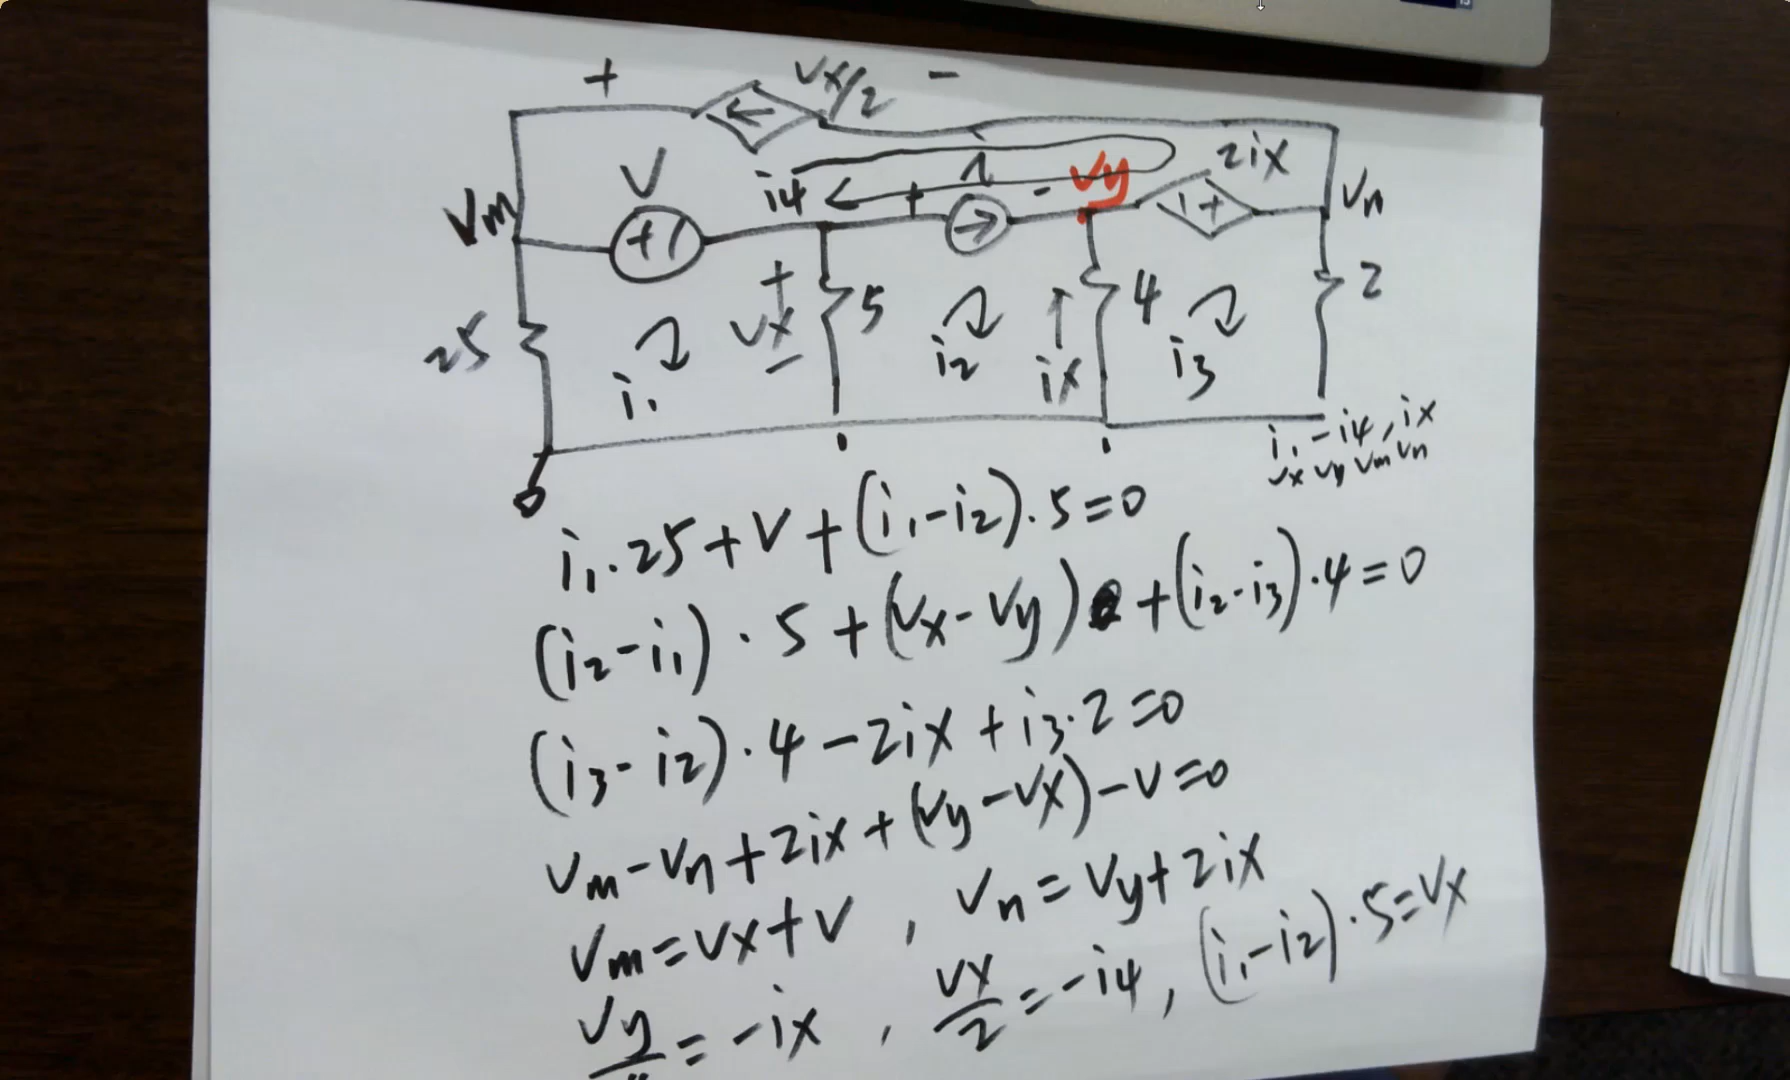 + Vx/2 -
V i4 + 1 - Vy 2ix
Vm +1 1+ Vn
+
25 Vx 5 4 2
- i2 ix i3
i1
i1-i4, ix
Vx Vy Vm Vn
i1·25+V+(i1-i2)·5=0
(i2-i1)·5+(Vx-Vy)+(i2-i3)·4=0
(i3-i2)·4-2ix+i3·2=0
Vm-Vn+2ix+(Vy-Vx)-V=0
Vm=Vx+V, Vn=Vy+2ix
Vy/ =-ix, Vx/2=-i4, (i1-i2)·5=Vx